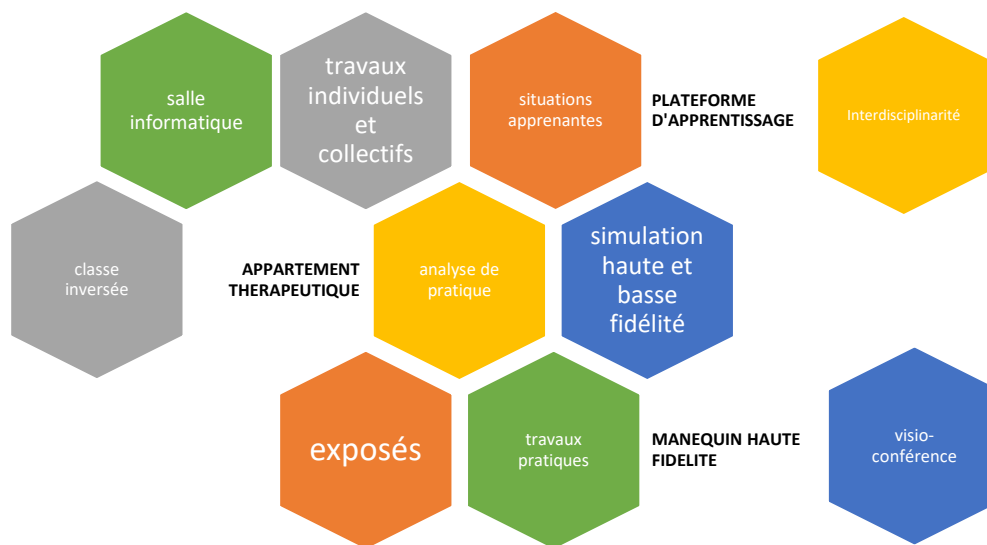 salle
informatique
travaux
individuels
et
collectifs
situations
apprenantes
PLATEFORME
D'APPRENTISSAGE
Interdisciplinarité
classe
inversée
APPARTEMENT
THERAPEUTIQUE
analyse de
pratique
simulation
haute et
basse
fidélité
exposés
travaux
pratiques
MANEQUIN HAUTE
FIDELITE
visio-
conférence